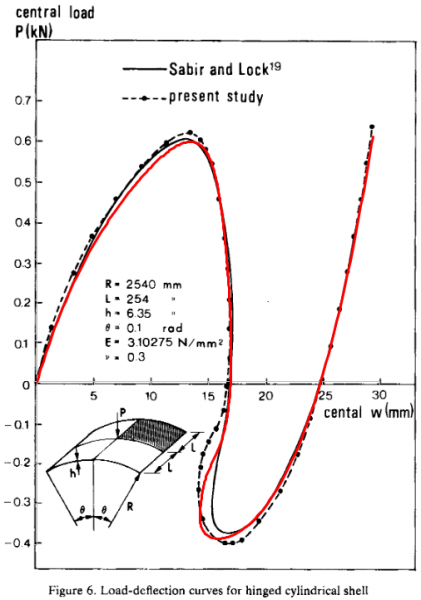 central load
P(kN)
Sabir and Lock19
present study
0.7
0.6
0.5
0.4
0.3
0.2
0.1
0
-0.1
-0.2
-0.3
-0.4
5
10
15
20
25
30
cental w(mm)
R = 2540 mm
L = 254 "
h = 6.35 "
θ = 0.1 rad
E = 3.10275 N/mm2
ν = 0.3
P
h
R
L
L
θ
θ
Figure 6. Load-deflection curves for hinged cylindrical shell